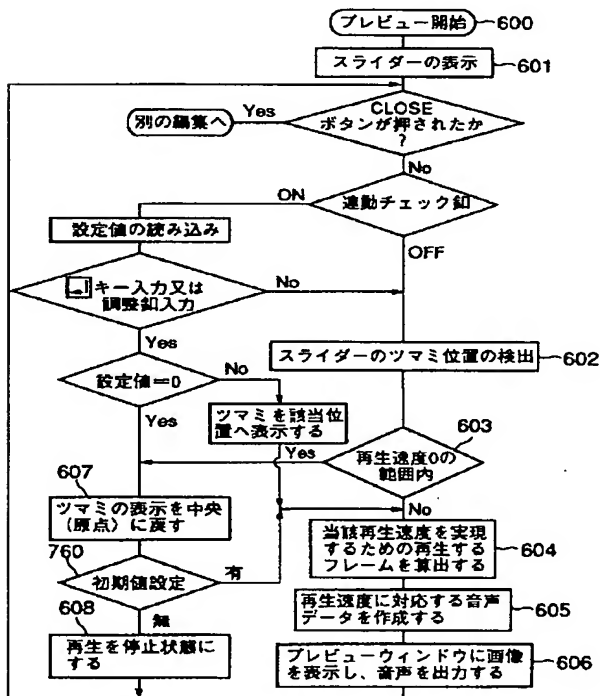 プレビュー開始
600
スライダーの表示
601
CLOSE
ボタンが押されたか
?
Yes
別の編集へ
No
連動チェック釦
ON
OFF
設定値の読み込み
キー入力又は
調整釦入力
No
Yes
スライダーのツマミ位置の検出
602
設定値=0
No
Yes
ツマミを該当位
置へ表示する
603
再生速度0の
範囲内
Yes
No
607
ツマミの表示を中央
(原点)に戻す
当該再生速度を実現
するための再生する
フレームを算出する
604
760
初期値設定
有
無
再生速度に対応する音声
データを作成する
605
608
再生を停止状態に
する
プレビューウィンドウに画像
を表示し、音声を出力する
606